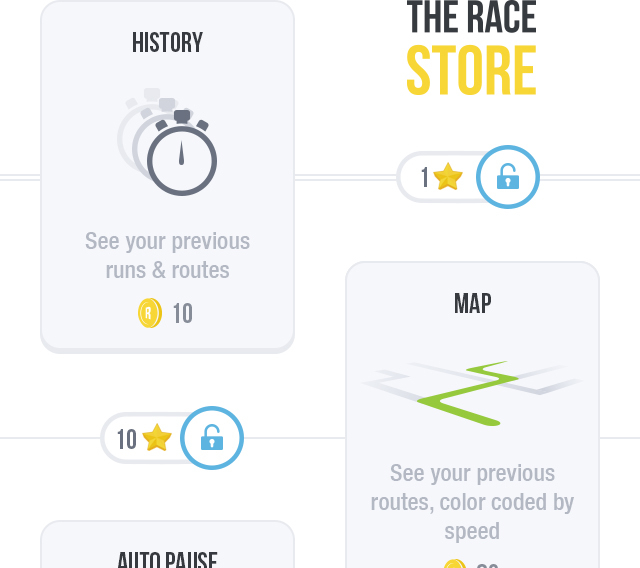 HISTORY
See your previous
runs & routes
R 10
10
AUTO PAUSE
THE RACE
STORE
1
MAP
See your previous
routes, color coded by
speed